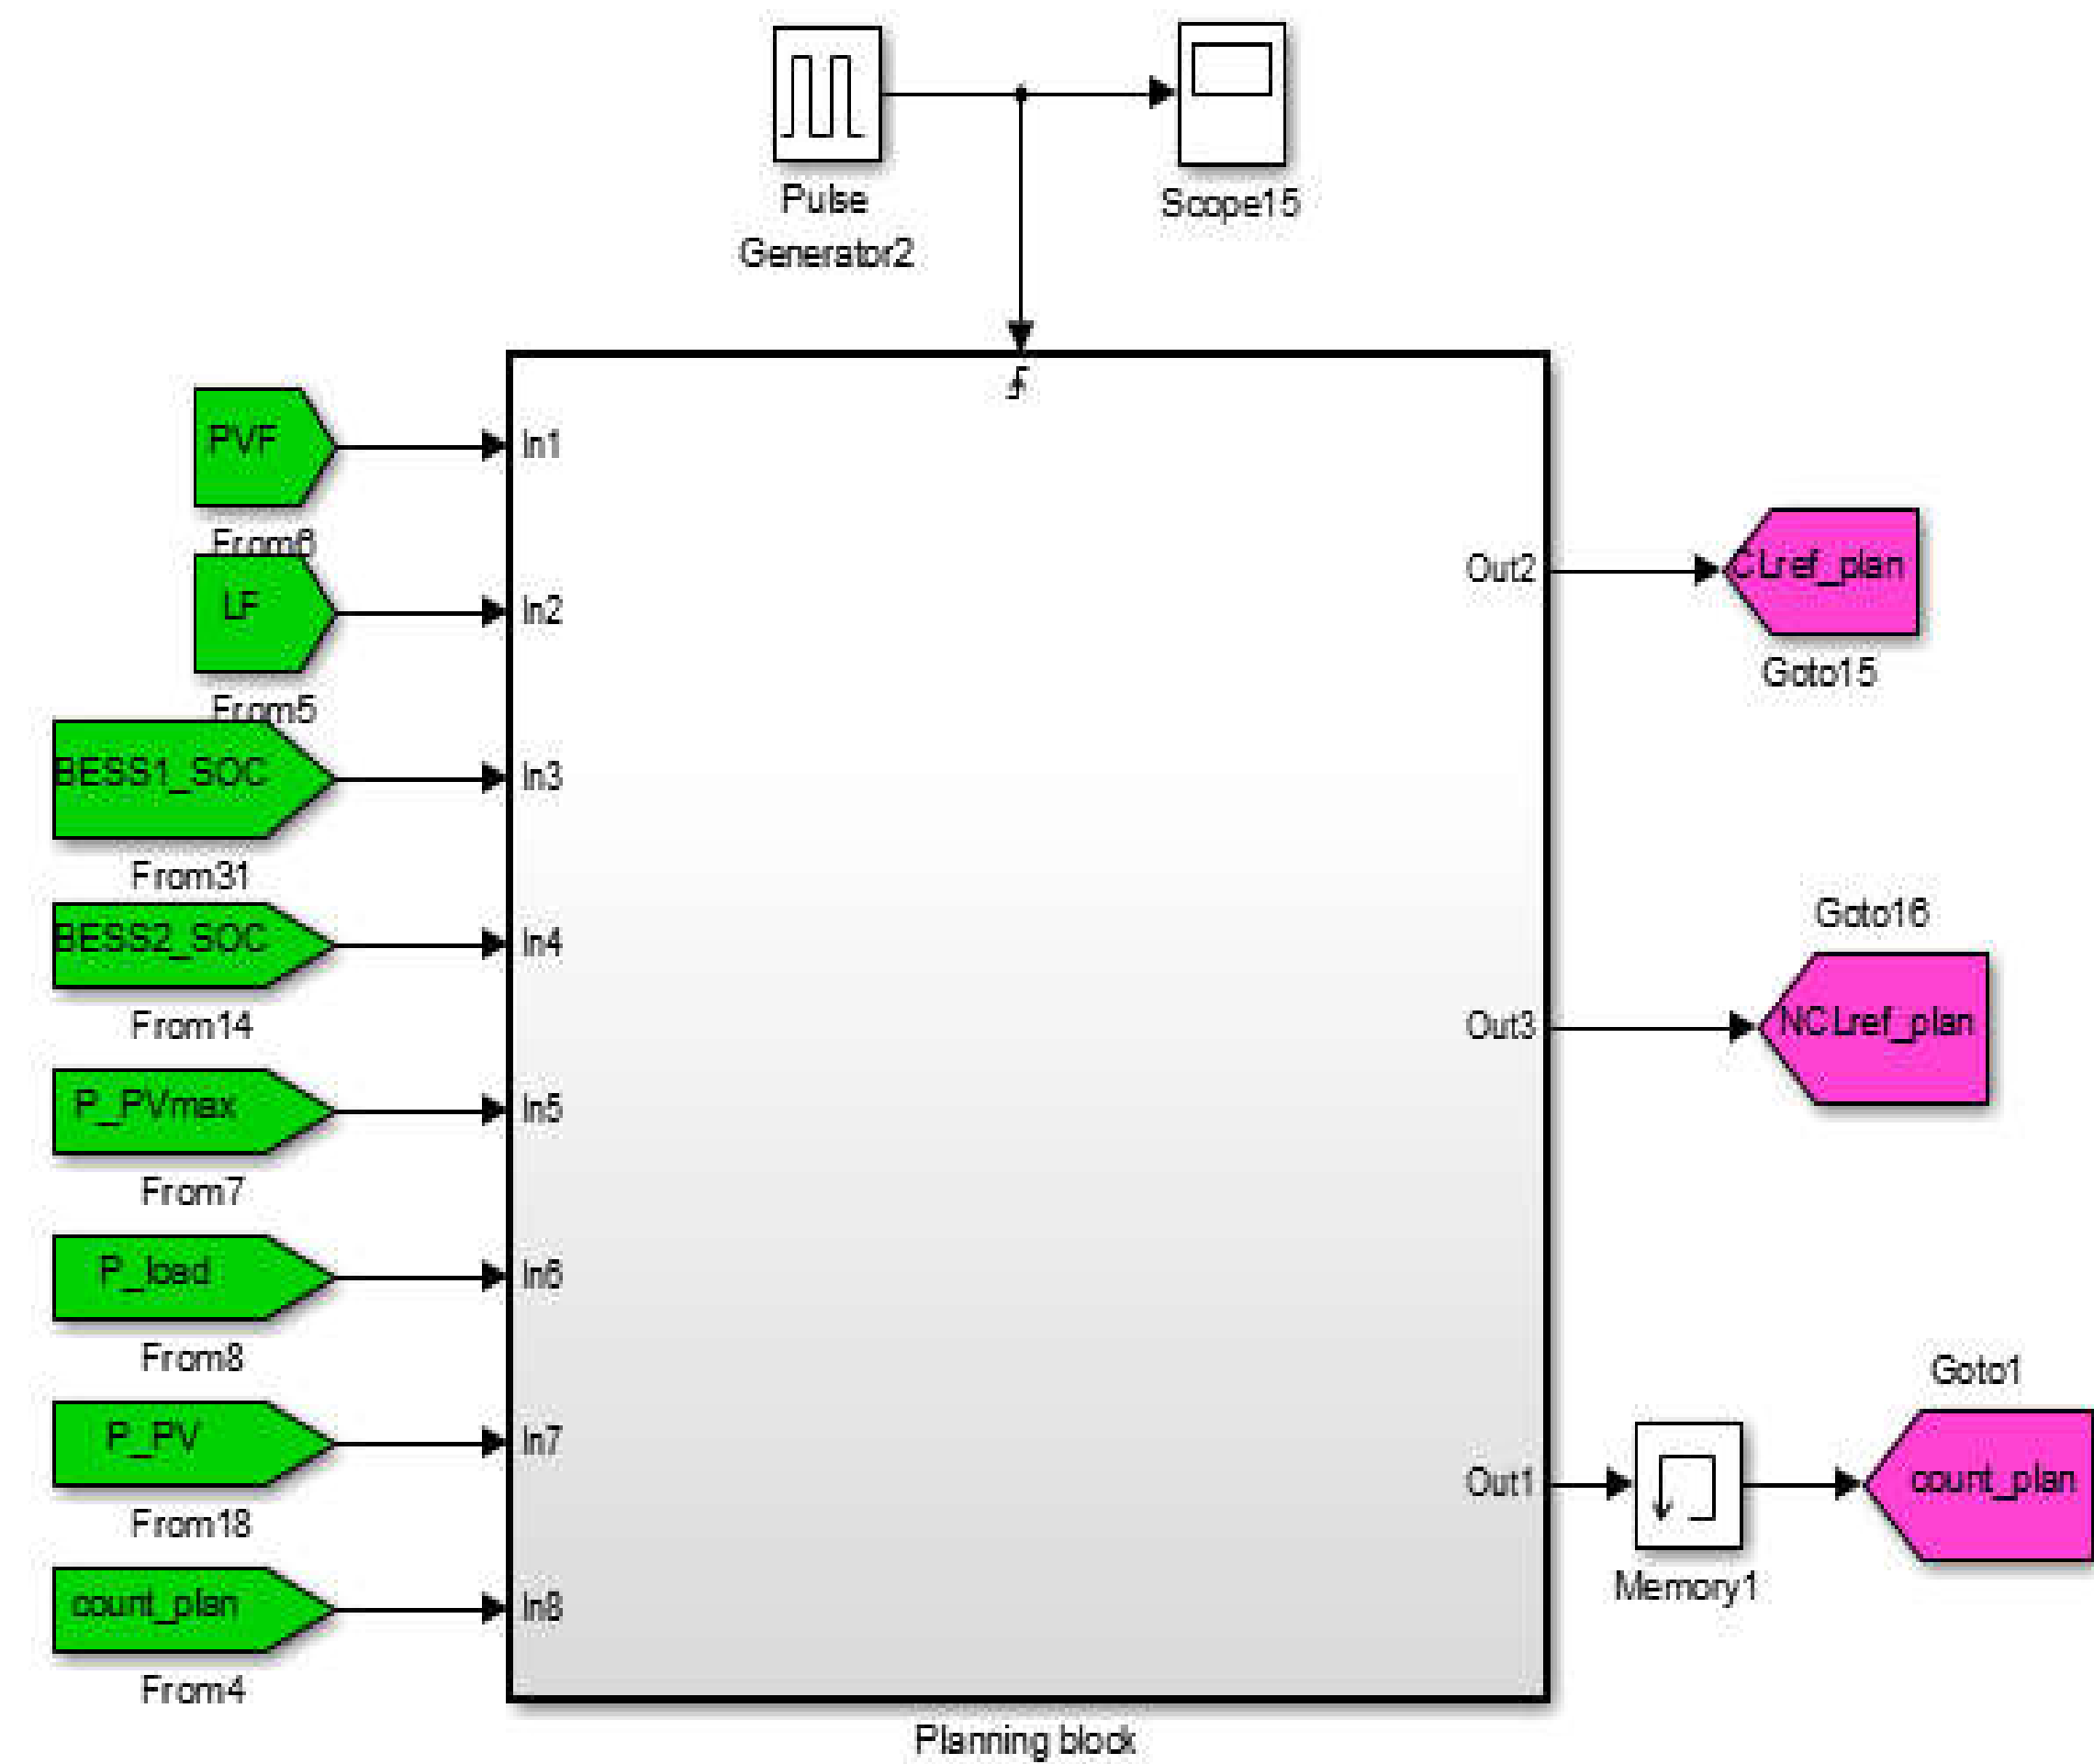 Pulse
Generator2
Scope15
PVF
From6
In1
LF
From5
In2
BESS1_SOC
From31
In3
BESS2_SOC
From14
In4
P_PVmax
From7
In5
P_load
From8
In6
P_PV
From18
In7
count_plan
From4
In8
Out2
CLref_plan
Goto15
Goto16
Out3
NCLref_plan
Goto1
Out1
Memory1
count_plan
Planning block